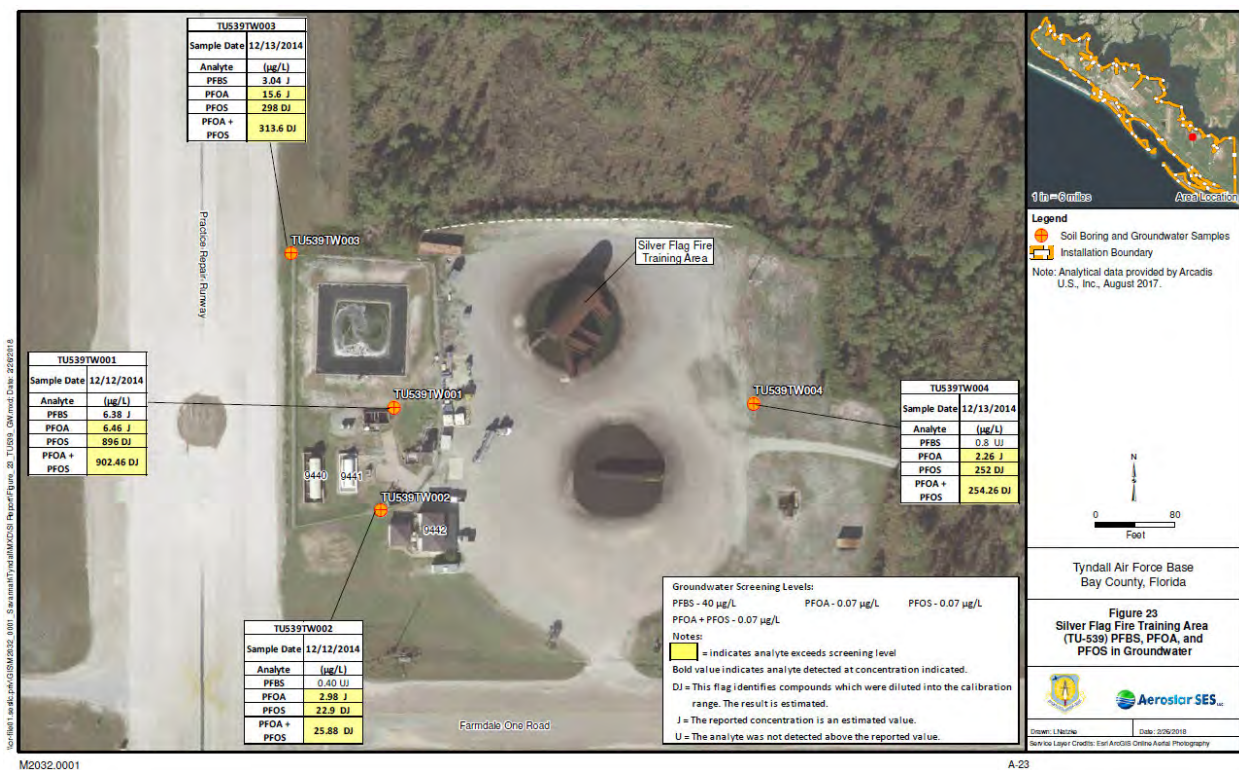 TU539TW003
Sample Date 12/13/2014
Analyte (µg/L)
PFBS 3.04 J
PFOA 15.6 J
PFOS 298 DJ
PFOA + PFOS 313.6 DJ
TU539TW003
Practice Repair Runway
Silver Flag Fire
Training Area
TU539TW001
Sample Date 12/12/2014
Analyte (µg/L)
PFBS 6.38 J
PFOA 6.46 J
PFOS 896 DJ
PFOA + PFOS 902.46 DJ
TU539TW001
TU539TW004
TU539TW004
Sample Date 12/13/2014
Analyte (µg/L)
PFBS 0.8 UJ
PFOA 2.26 J
PFOS 252 DJ
PFOA + PFOS 254.26 DJ
9440
9441
TU539TW002
9442
TU539TW002
Sample Date 12/12/2014
Analyte (µg/L)
PFBS 0.40 UJ
PFOA 2.98 J
PFOS 22.9 DJ
PFOA + PFOS 25.88 DJ
Farmdale One Road
Groundwater Screening Levels:
PFBS - 40 µg/L PFOA - 0.07 µg/L PFOS - 0.07 µg/L
PFOA + PFOS - 0.07 µg/L
Notes:
= indicates analyte exceeds screening level
Bold value indicates analyte detected at concentration indicated.
DJ = This flag identifies compounds which were diluted into the calibration
range. The result is estimated.
J = The reported concentration is an estimated value.
U = The analyte was not detected above the reported value.
1 in = 6 miles Area Location
Legend
Soil Boring and Groundwater Samples
Installation Boundary
Note: Analytical data provided by Arcadis
U.S., Inc., August 2017.
N
0 80
Feet
Tyndall Air Force Base
Bay County, Florida
Figure 23
Silver Flag Fire Training Area
(TU-539) PFBS, PFOA, and
PFOS in Groundwater
Aerostar SES LLC
Drawn: LNetzke Date: 2/26/2018
Service Layer Credits: Esri ArcGIS Online Aerial Photography
M2032.0001
A-23